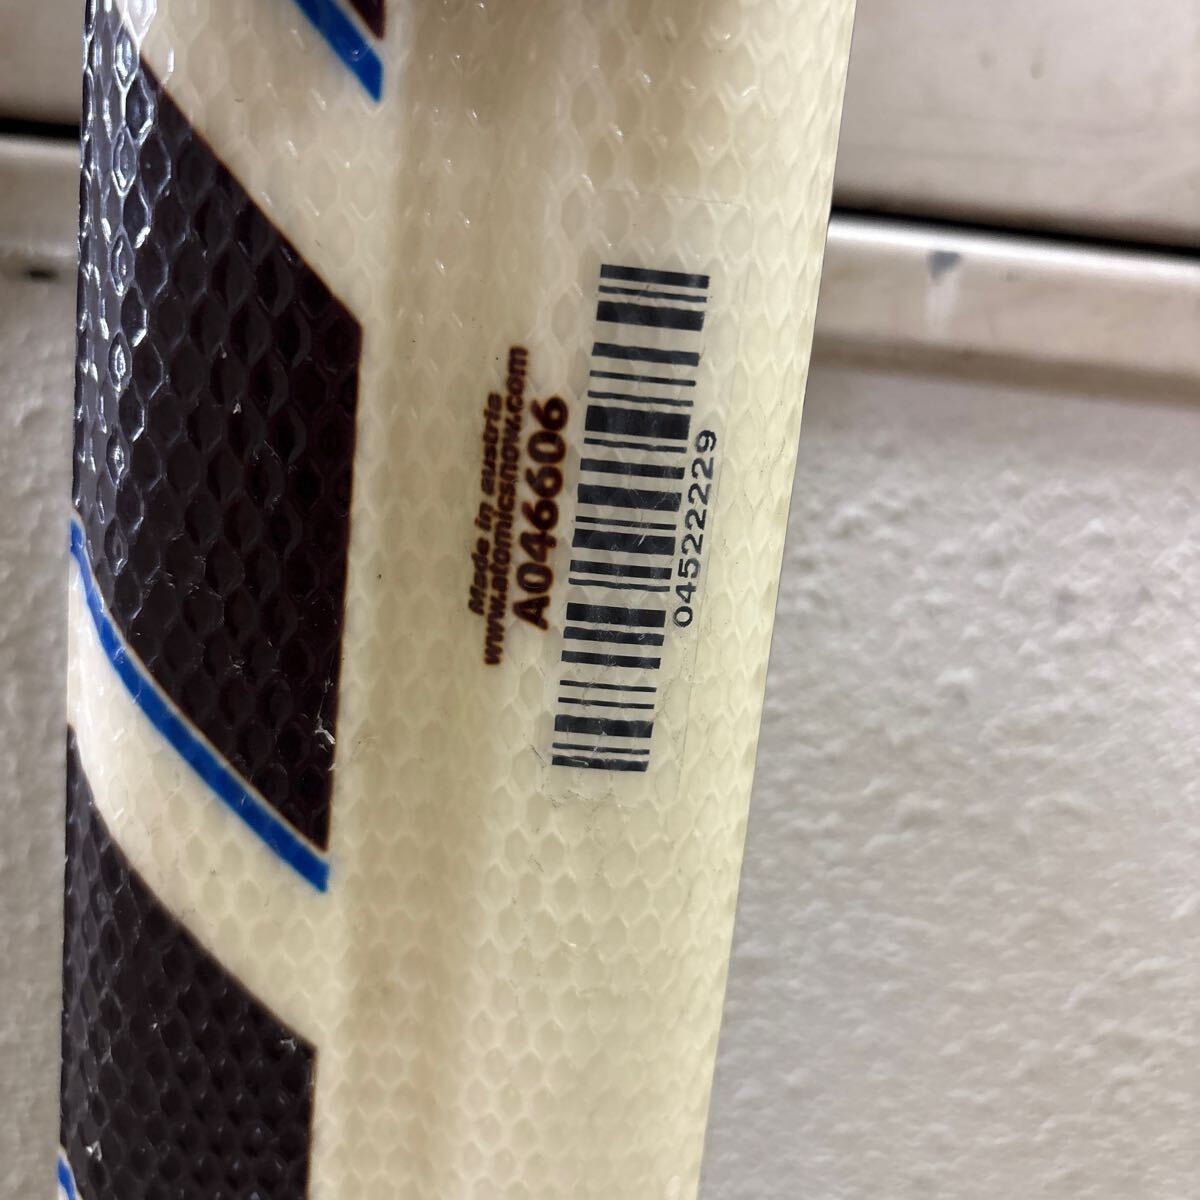 Made in austria
www.atomicsnow.com
A046606
04522229